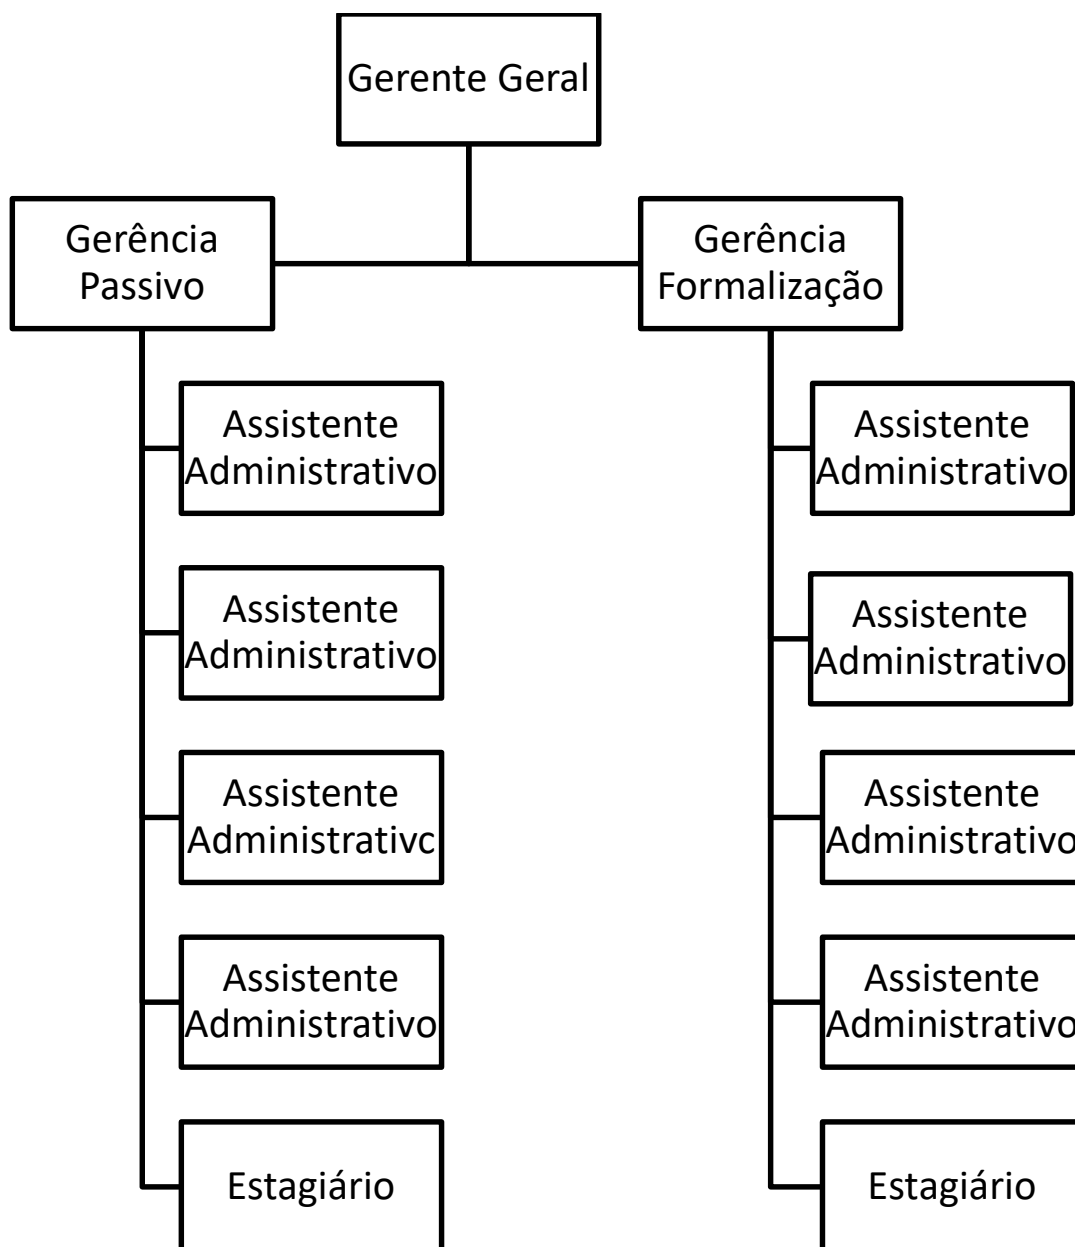 Gerente Geral
Gerência
Passivo
Gerência
Formalização
Assistente
Administrativo
Assistente
Administrativo
Assistente
Administrativc
Assistente
Administrativo
Estagiário
Assistente
Administrativo
Assistente
Administrativo
Assistente
Administrativo
Assistente
Administrativo
Estagiário